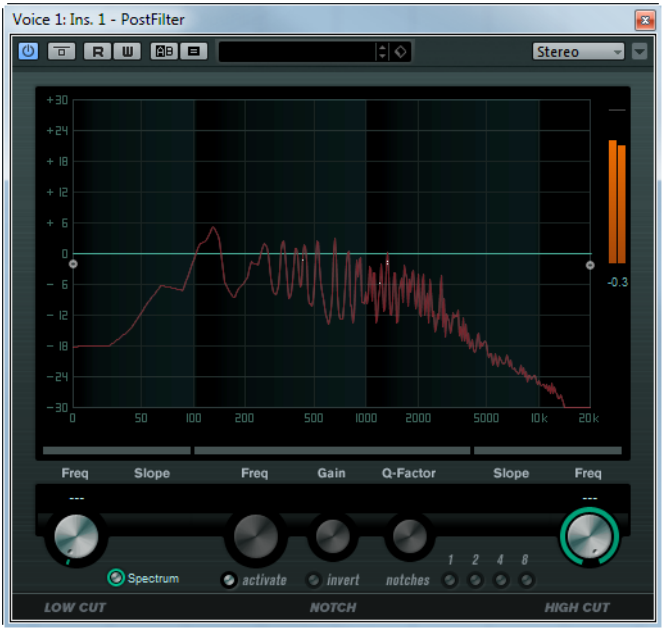 Voice 1: Ins. 1 - PostFilter
R W AB Stereo
+30
+24
+ 18
+ 12
+ 6
0
- 6
- 12
- 18
-24
-30
-0.3
0 50 100 200 500 1000 2000 5000 10k 20k
Freq Slope Freq Gain Q-Factor Slope Freq
--- ---
1 2 4 8
Spectrum activate invert notches
LOW CUT NOTCH HIGH CUT